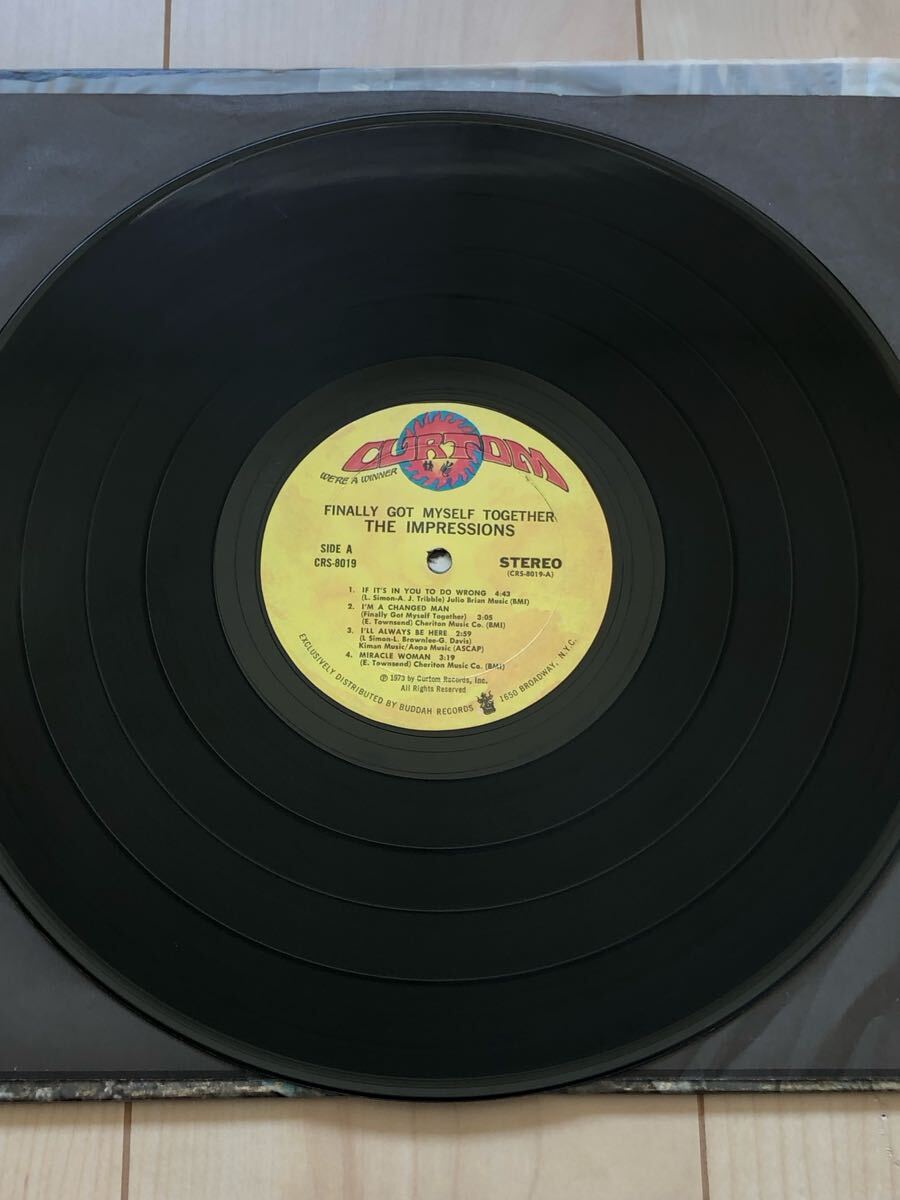 CURTOM
WE'RE A WINNER
FINALLY GOT MYSELF TOGETHER
THE IMPRESSIONS
SIDE A
CRS-8019
STEREO
(CRS-8019-A)
1. IF IT'S IN YOU TO DO WRONG 4:43
(L. Simon-A. J. Tribble) Julio Brian Music (BMI)
2. I'M A CHANGED MAN
(Finally Got Myself Together) 3:05
(E. Townsend) Cheriton Music Co. (BMI)
3. I'LL ALWAYS BE HERE 2:59
(L Simon-L. Brownlee-G. Davis)
Kiman Music/Aopa Music (ASCAP)
4. MIRACLE WOMAN 3:19
(E. Townsend) Cheriton Music Co. (BMI)
℗ 1973 by Curtom Records, Inc.
All Rights Reserved
EXCLUSIVELY DISTRIBUTED BY BUDDAH RECORDS 1650 BROADWAY, N.Y.C.